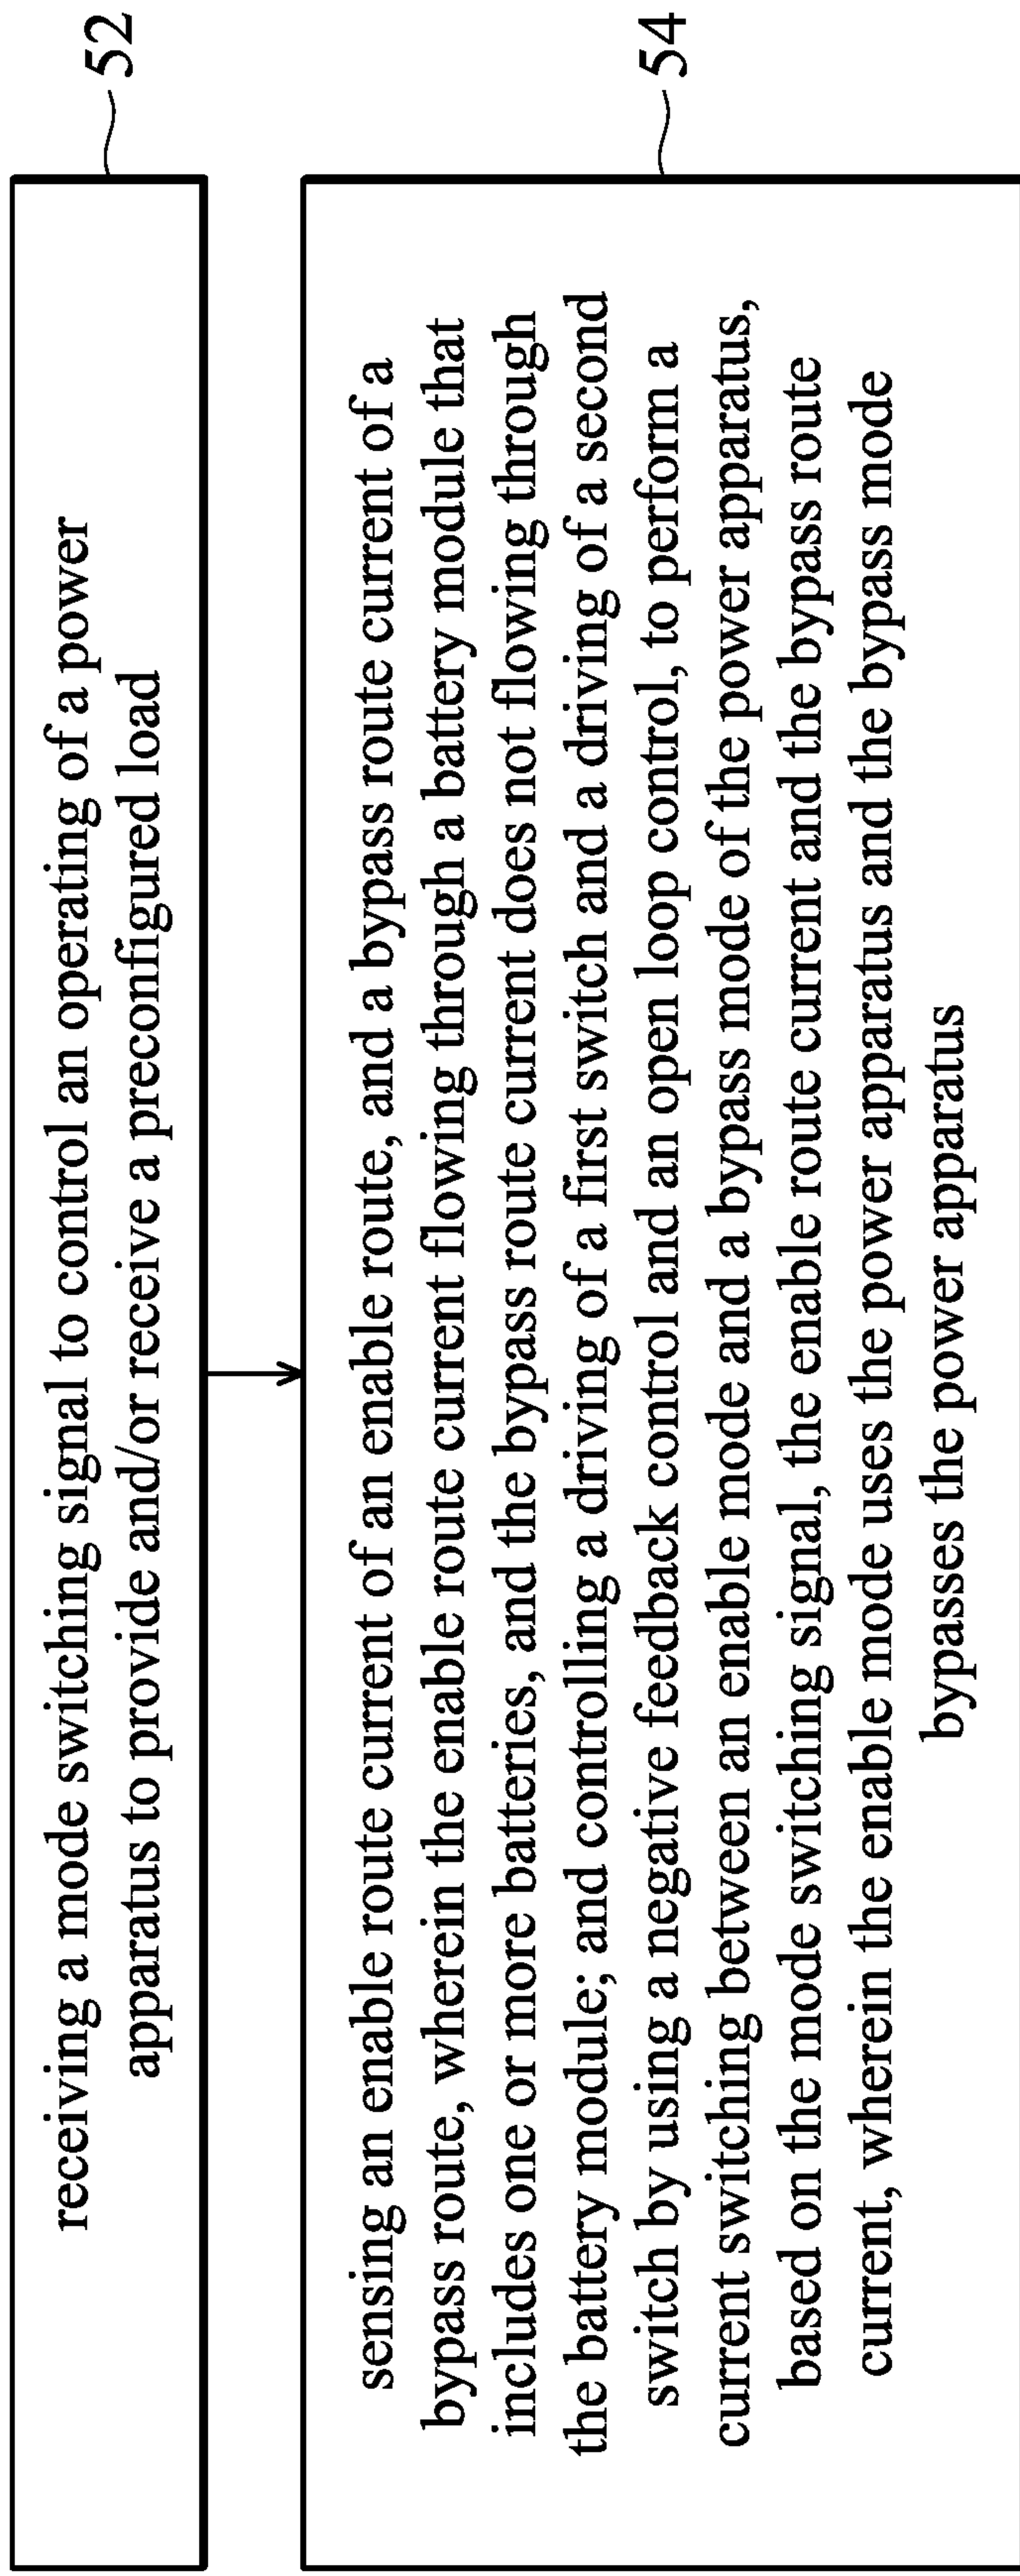 receiving a mode switching signal to control an operating of a power
apparatus to provide and/or receive a preconfigured load
52
sensing an enable route current of an enable route, and a bypass route current of a
bypass route, wherein the enable route current flowing through a battery module that
includes one or more batteries, and the bypass route current does not flowing through
the battery module; and controlling a driving of a first switch and a driving of a second
switch by using a negative feedback control and an open loop control, to perform a
current switching between an enable mode and a bypass mode of the power apparatus,
based on the mode switching signal, the enable route current and the bypass route
current, wherein the enable mode uses the power apparatus and the bypass mode
bypasses the power apparatus
54